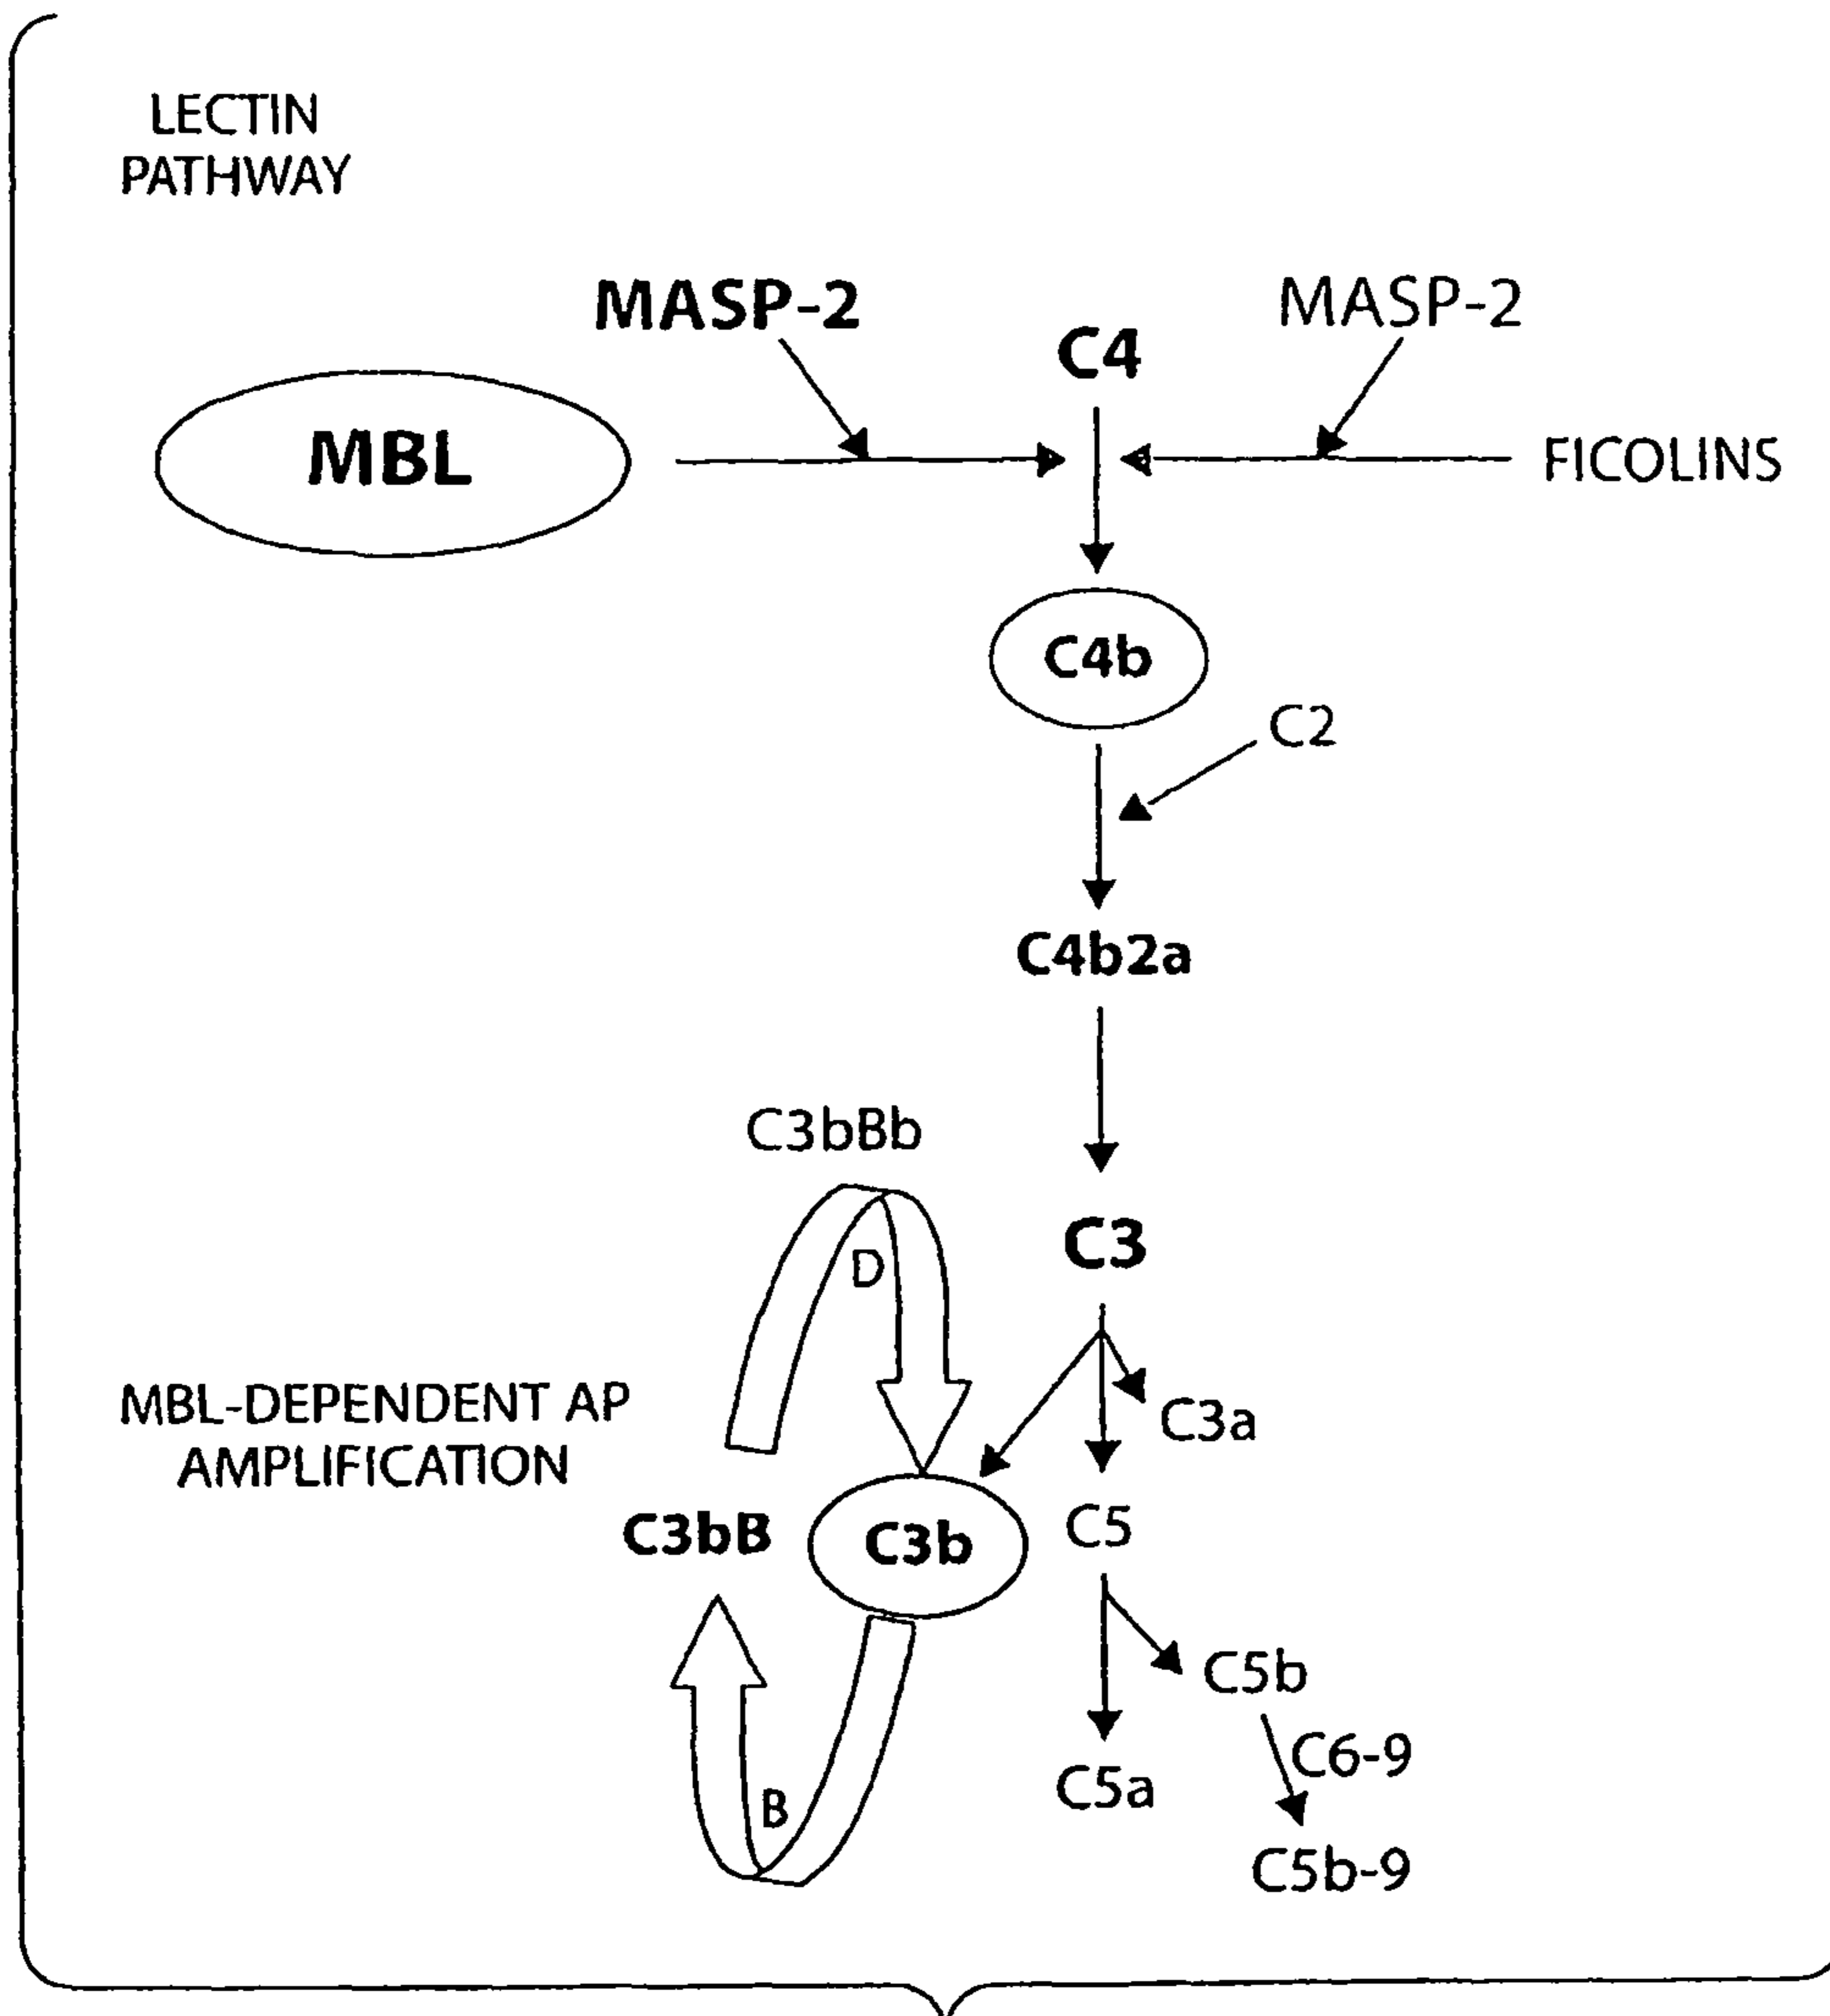 LECTIN
PATHWAY
MASP-2
C4
MASP-2
MBL
FICOLINS
C4b
C2
C4b2a
C3bBb
C3
D
MBL-DEPENDENT AP
AMPLIFICATION
C3a
C3bB
C3b
C5
C5b
C6-9
C5a
B
C5b-9